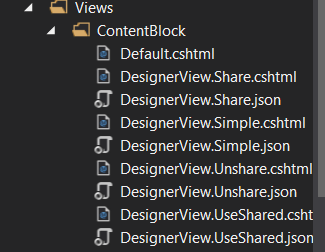 Views
ContentBlock
Default.cshtml
DesignerView.Share.cshtml
DesignerView.Share.json
DesignerView.Simple.cshtml
DesignerView.Simple.json
DesignerView.Unshare.cshtml
DesignerView.Unshare.json
DesignerView.UseShared.csht
DesignerView.UseShared.json